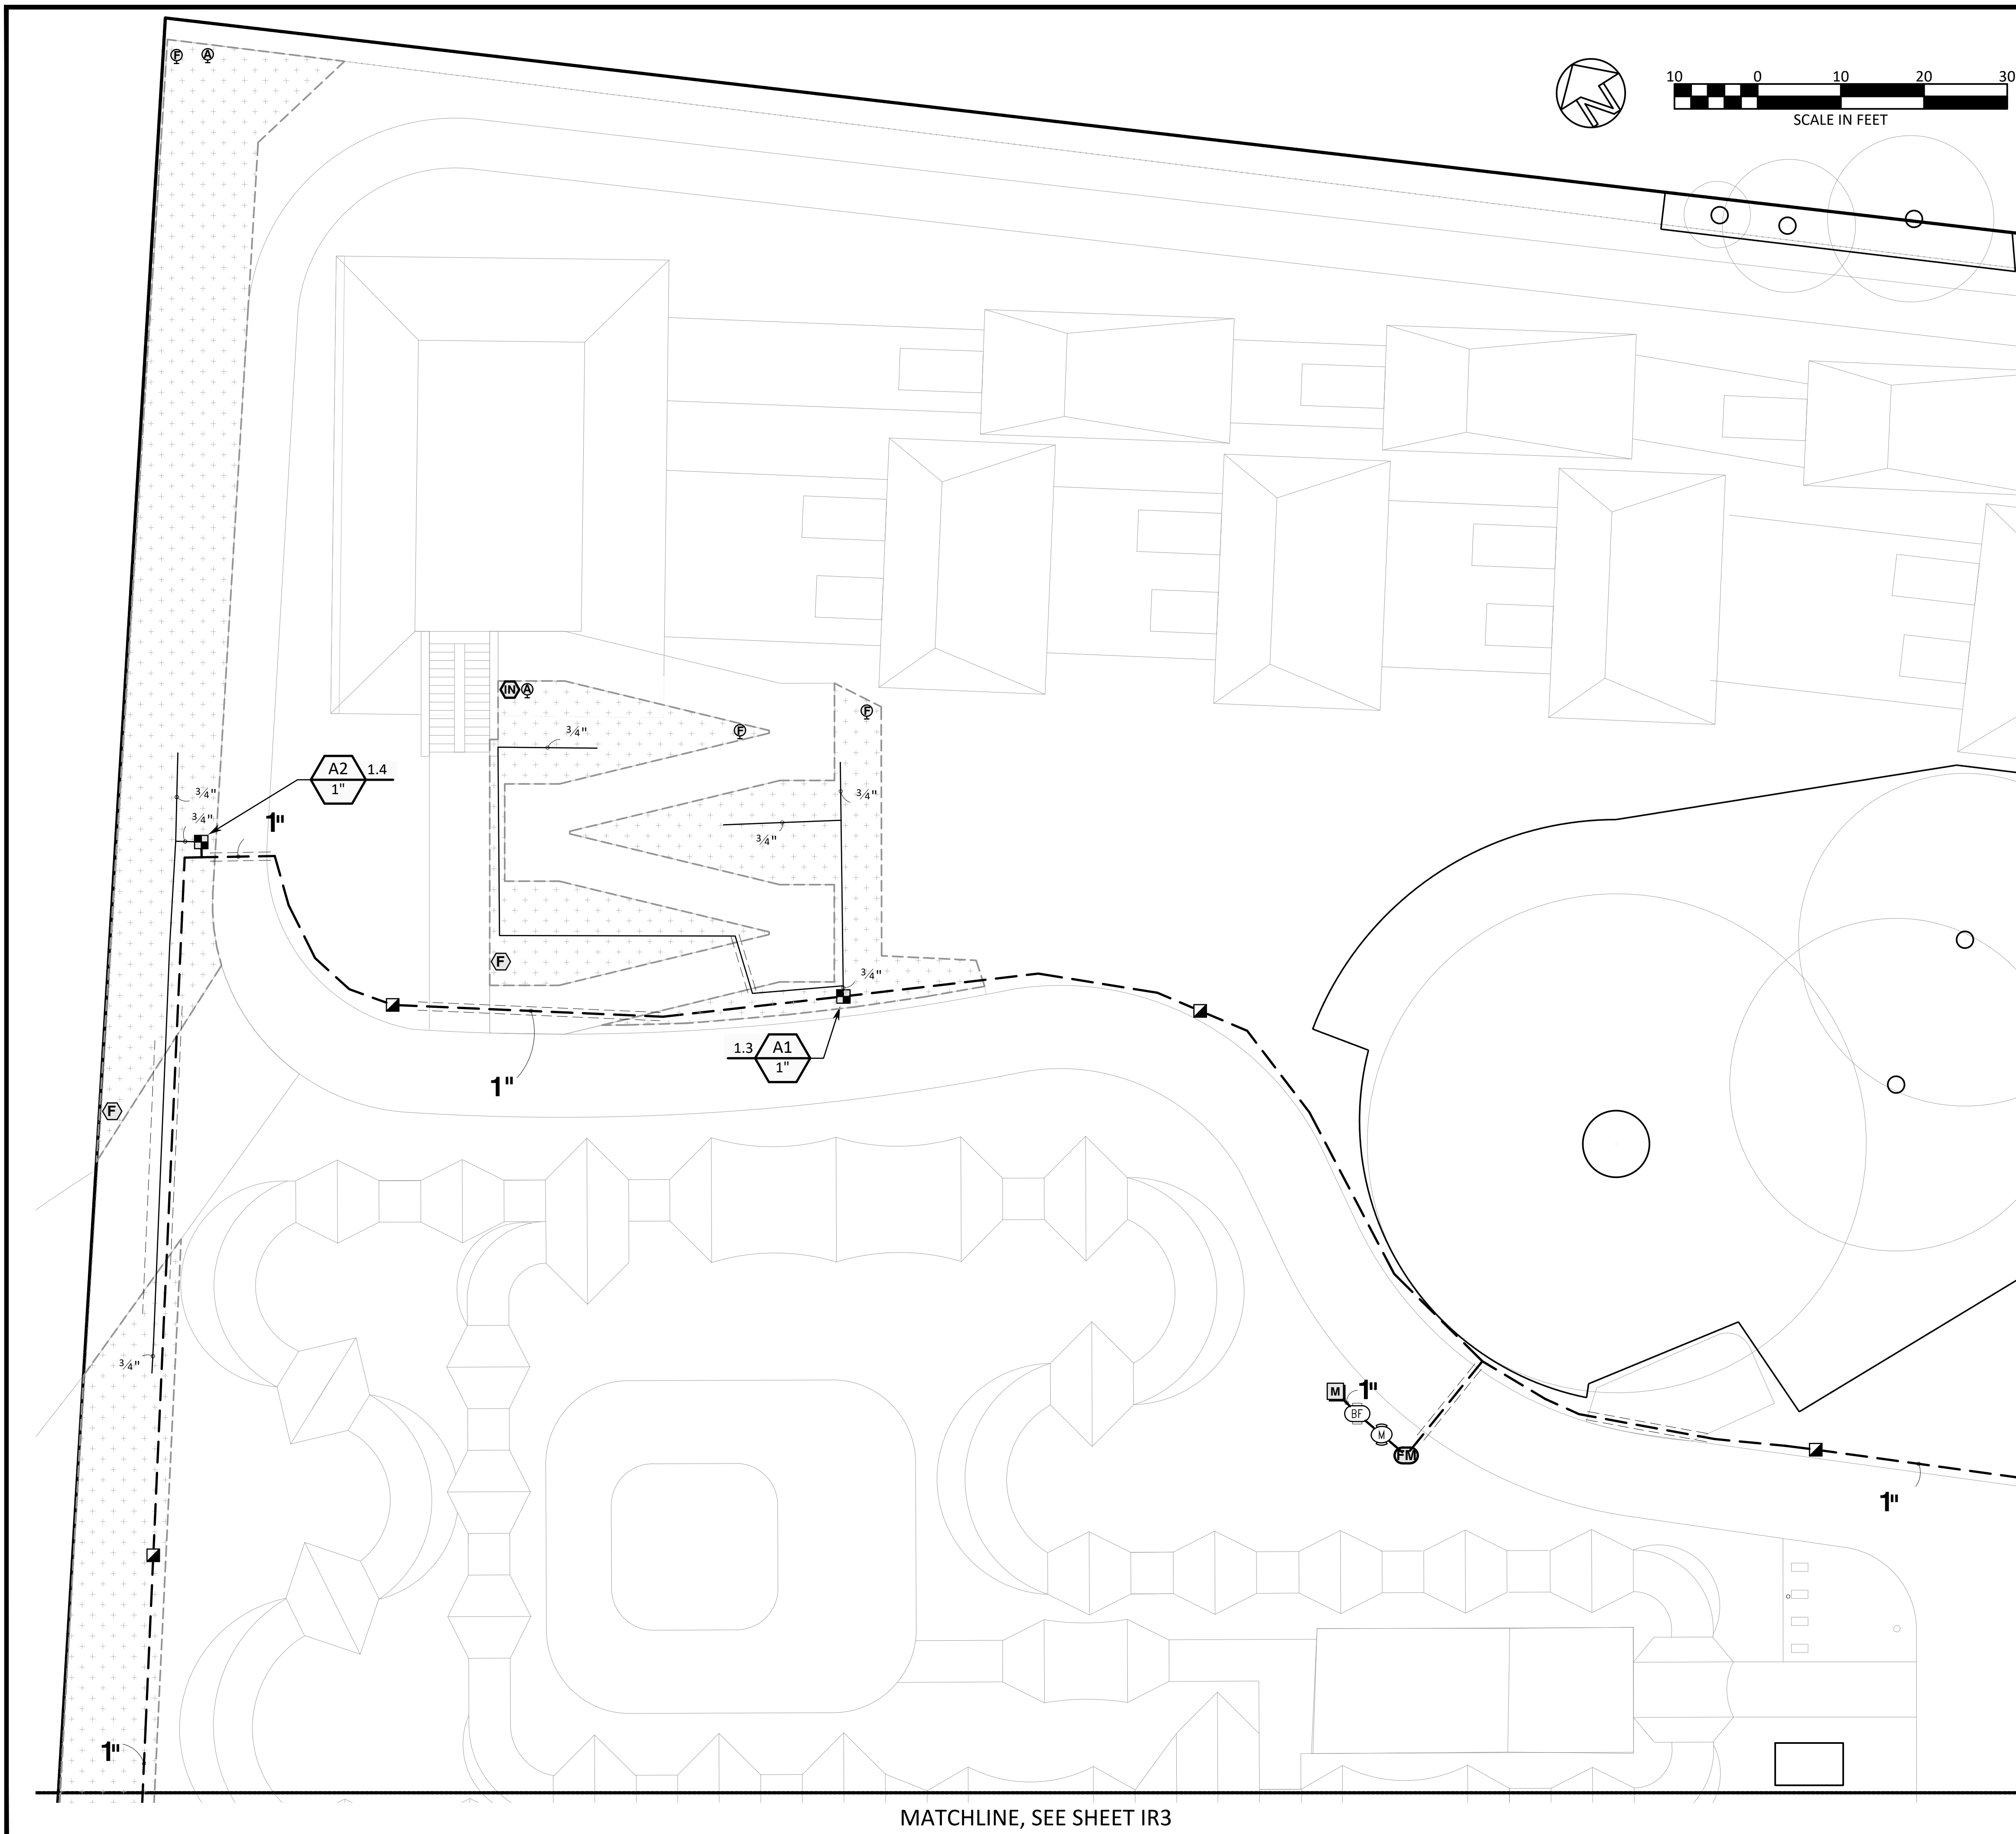 F A
10 0 10 20 30
SCALE IN FEET
N
IN A
F
F
3/4"
A2 1.4
1"
3/4"
3/4"
3/4"
1"
3/4"
F
3/4"
1.3 A1
1"
1"
F
3/4"
M
1"
BF
M
FM
1"
1"
MATCHLINE, SEE SHEET IR3